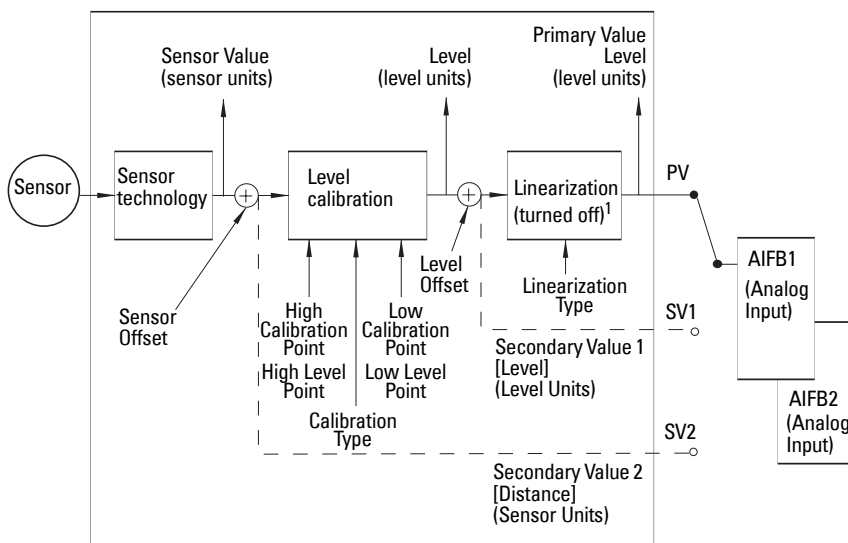 Sensor Value
(sensor units)
Level
(level units)
Primary Value
Level
(level units)
Sensor
Sensor
technology
Level
calibration
Linearization
(turned off)1
PV
Sensor
Offset
High
Calibration
Point
High Level
Point
Low
Calibration
Point
Low Level
Point
Calibration
Type
Level
Offset
Linearization
Type
AIFB1
(Analog
Input)
SV1
Secondary Value 1
[Level]
(Level Units)
AIFB2
(Analog
Input)
SV2
Secondary Value 2
[Distance]
(Sensor Units)